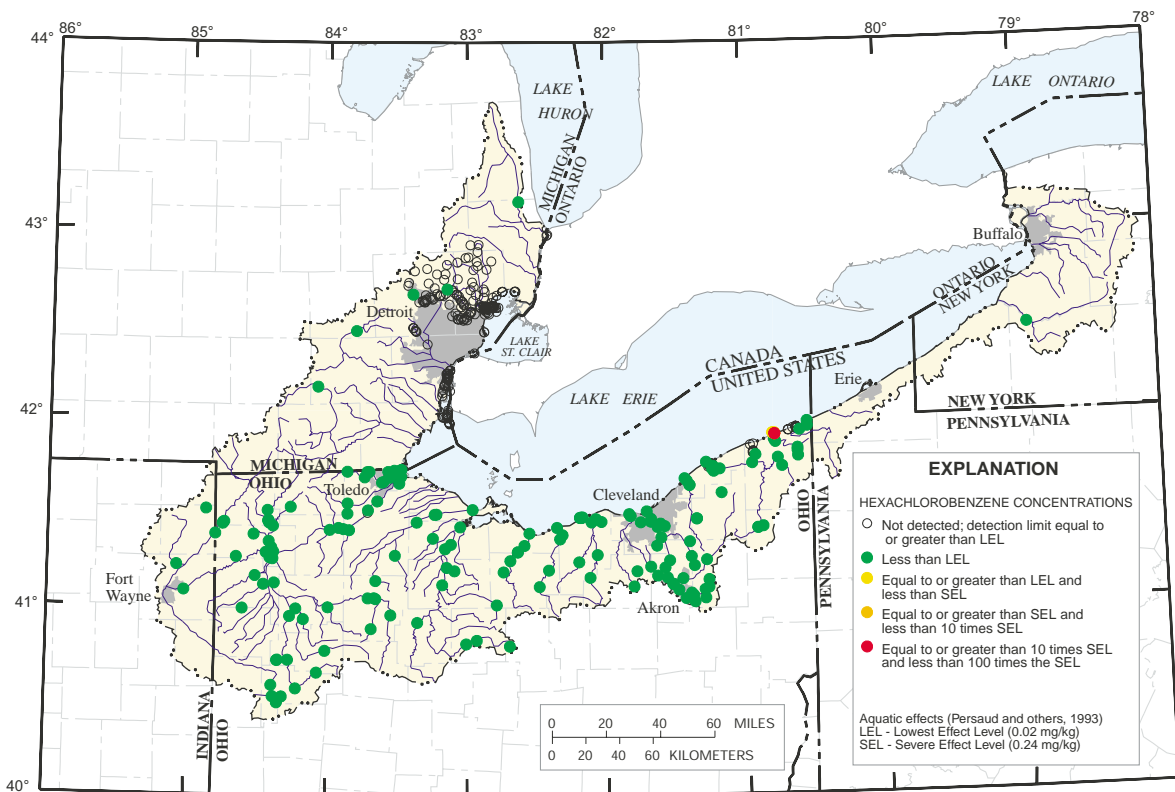 86°
85°
83°
82°
81°
80°
79°
78°
44°
43°
42°
41°
40°
LAKE
HURON
LAKE ONTARIO
MICHIGAN
ONTARIO
Buffalo
ONTARIO
NEW YORK
Detroit
LAKE
ST. CLAIR
CANADA
UNITED STATES
LAKE ERIE
Erie
NEW YORK
PENNSYLVANIA
MICHIGAN
OHIO
Toledo
Cleveland
OHIO
PENNSYLVANIA
Fort
Wayne
Akron
INDIANA
OHIO
EXPLANATION
HEXACHLOROBENZENE CONCENTRATIONS
Not detected; detection limit equal to
or greater than LEL
Less than LEL
Equal to or greater than LEL and
less than SEL
Equal to or greater than SEL and
less than 10 times SEL
Equal to or greater than 10 times SEL
and less than 100 times the SEL
Aquatic effects (Persaud and others, 1993)
LEL - Lowest Effect Level (0.02 mg/kg)
SEL - Severe Effect Level (0.24 mg/kg)
0 20 40 60 MILES
0 20 40 60 KILOMETERS